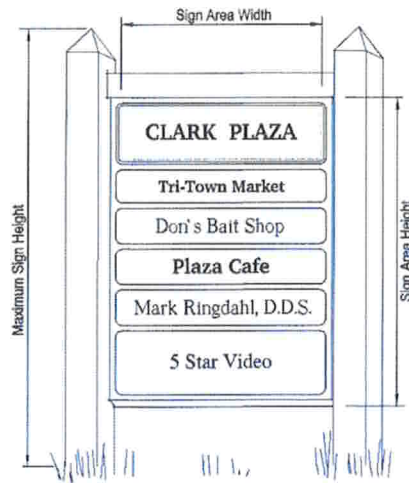 Sign Area Width
CLARK PLAZA
Tri-Town Market
Don's Bait Shop
Plaza Cafe
Mark Ringdahl, D.D.S.
5 Star Video
Maximum Sign Height
Sign Area Height